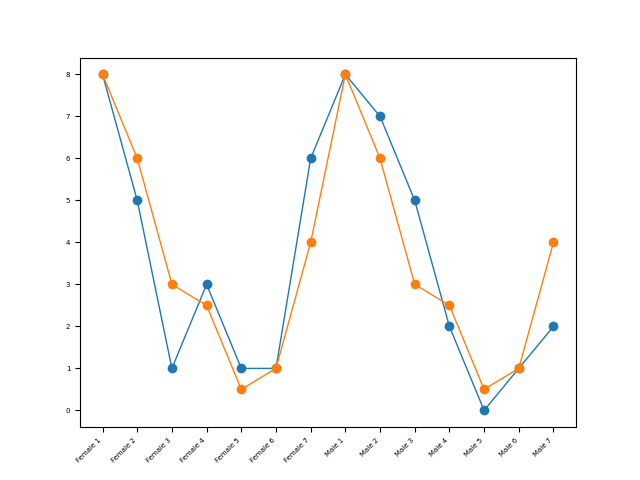 8
7
6
5
4
3
2
1
0
Female 1
Female 2
Female 3
Female 4
Female 5
Female 6
Female 7
Male 1
Male 2
Male 3
Male 4
Male 5
Male 6
Male 7